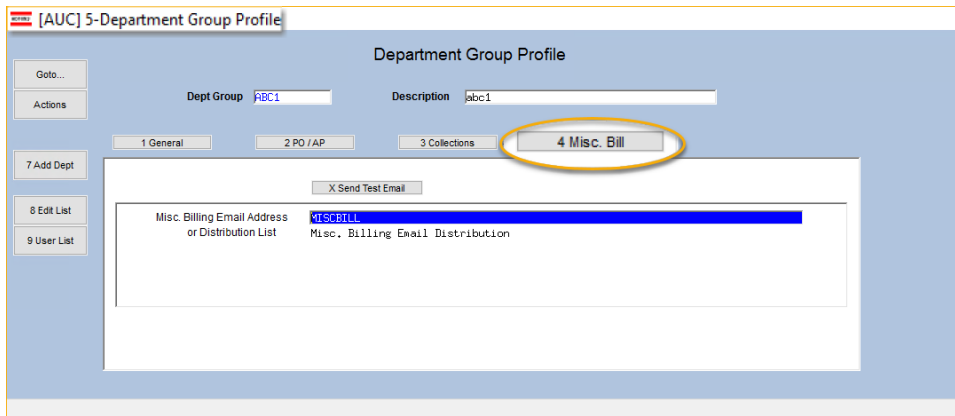 [AUC] 5-Department Group Profile
Department Group Profile
Goto...
Actions
Dept Group ABC1 Description abc1
1 General 2 PO / AP 3 Collections 4 Misc. Bill
7 Add Dept
X Send Test Email
8 Edit List
9 User List
Misc. Billing Email Address MISCBILL
or Distribution List Misc. Billing Email Distribution